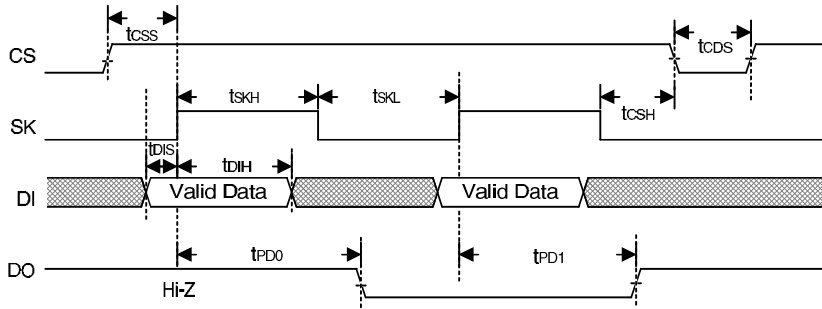 tCSS
tCDS
CS
tSKH
tSKL
tCSH
SK
tDIS
tDIH
DI
Valid Data
Valid Data
tPD0
tPD1
DO
Hi-Z